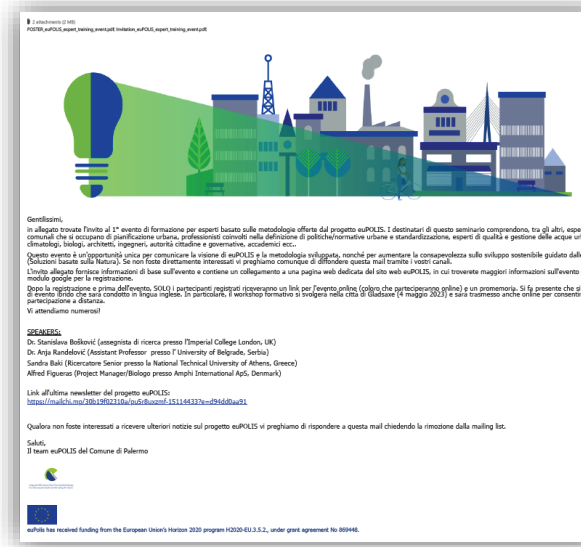 2 attachments (2 MB)
POSTER_euPOLIS_expert_training_event.pdf; Invitation_euPOLIS_expert_training_event.pdf;
Gentilissimi,
in allegato trovate l'invito al 1° evento di formazione per esperti basato sulle metodologie offerte dal progetto euPOLIS. I destinatari di questo seminario comprendono, tra gli altri, espe
comunali che si occupano di pianificazione urbana, professionisti coinvolti nella definizione di politiche/normative urbane e standardizzazione, esperti di qualità e gestione delle acque ur
climatologi, biologi, architetti, ingegneri, autorità cittadine e governative, accademici ecc..
Questo evento è un'opportunità unica per comunicare la visione di euPOLIS e la metodologia sviluppata, nonché per aumentare la consapevolezza sullo sviluppo sostenibile guidato dalle
(Soluzioni basate sulla Natura). Se non foste direttamente interessati vi preghiamo comunque di diffondere questa mail tramite i vostri canali.
L'invito allegato fornisce informazioni di base sull'evento e contiene un collegamento a una pagina web dedicata del sito web euPOLIS, in cui troverete maggiori informazioni sull'evento
modulo google per la registrazione.
Dopo la registrazione e prima dell'evento, SOLO i partecipanti registrati riceveranno un link per l'evento online (coloro che parteciperanno online) e un promemoria. Si fa presente che si
di evento ibrido che sarà condotto in lingua inglese. In particolare, il workshop formativo si svolgerà nella città di Gladsaxe (4 maggio 2023) e sarà trasmesso anche online per consentir
partecipazione a distanza.
Vi attendiamo numerosi!
SPEAKERS:
Dr. Stanislava Bošković (assegnista di ricerca presso l'Imperial College London, UK)
Dr. Anja Randelović (Assistant Professor presso l' University of Belgrade, Serbia)
Sandra Baki (Ricercatore Senior presso la National Technical University of Athens, Greece)
Alfred Figueras (Project Manager/Biologo presso Amphi International ApS, Denmark)
Link all'ultima newsletter del progetto euPOLIS:
https://mailchi.mp/30b19f02310a/ou5r8uxzmf-15114433?e=d94dd0aa91
Qualora non foste interessati a ricevere ulteriori notizie sul progetto euPOLIS vi preghiamo di rispondere a questa mail chiedendo la rimozione dalla mailing list.
Saluti,
Il team euPOLIS del Comune di Palermo
euPolis has received funding from the European Union's Horizon 2020 program H2020-EU.3.5.2., under grant agreement No 869448.